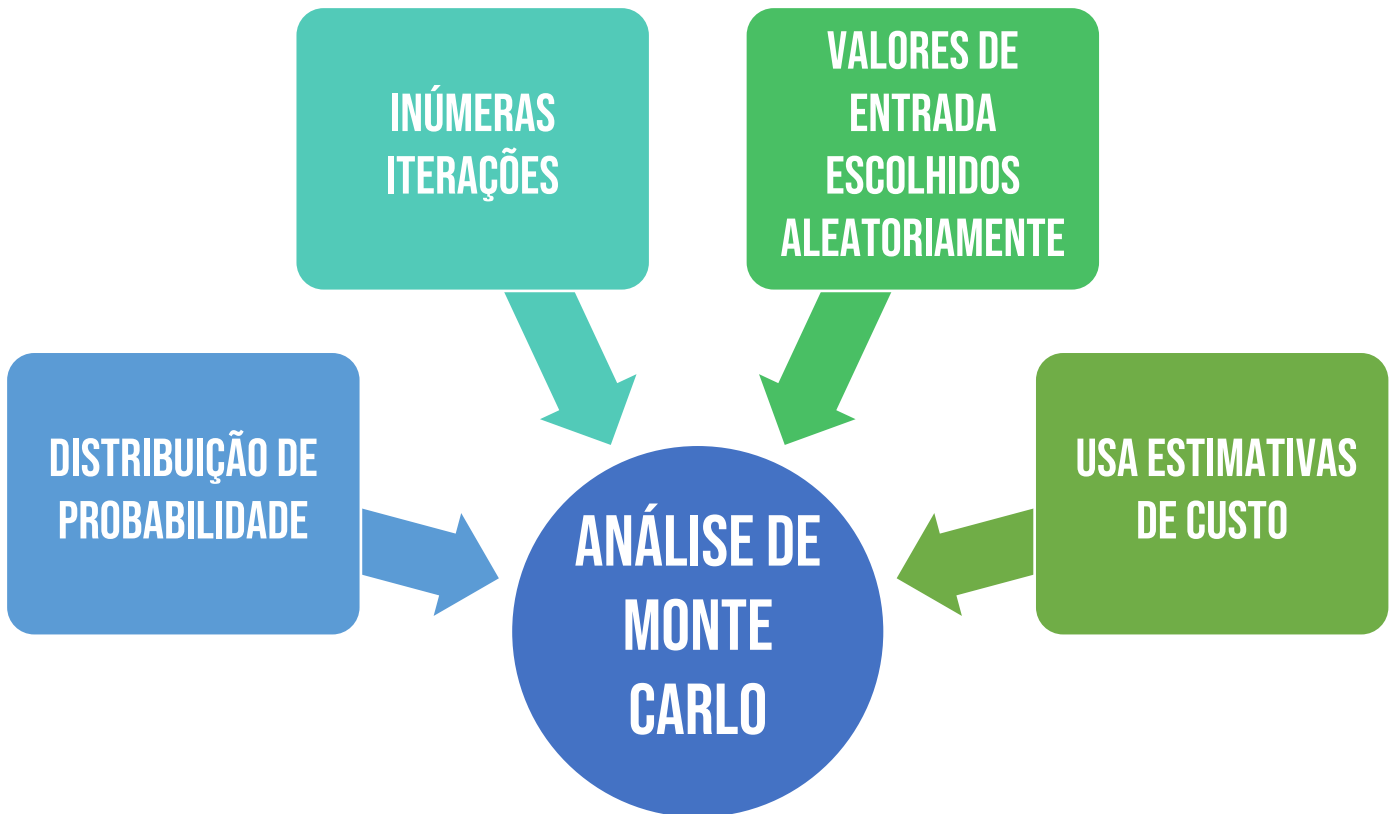 INÚMERAS
ITERAÇÕES
VALORES DE
ENTRADA
ESCOLHIDOS
ALEATORIAMENTE
DISTRIBUIÇÃO DE
PROBABILIDADE
USA ESTIMATIVAS
DE CUSTO
ANÁLISE DE
MONTE
CARLO